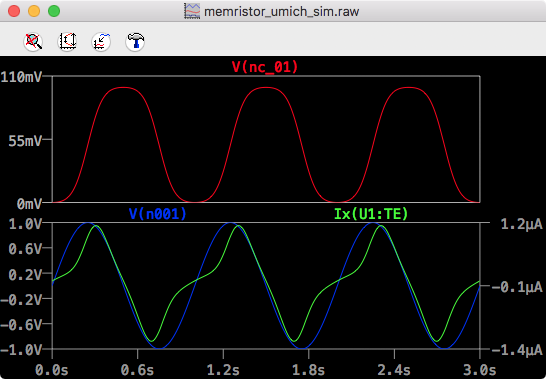 memristor_umich_sim.raw
V(nc_01)
110mV
55mV
0mV
V(n001) Ix(U1:TE)
1.0V 1.2µA
0.6V
0.2V
-0.2V -0.1µA
-0.6V
-1.0V -1.4µA
0.0s 0.6s 1.2s 1.8s 2.4s 3.0s